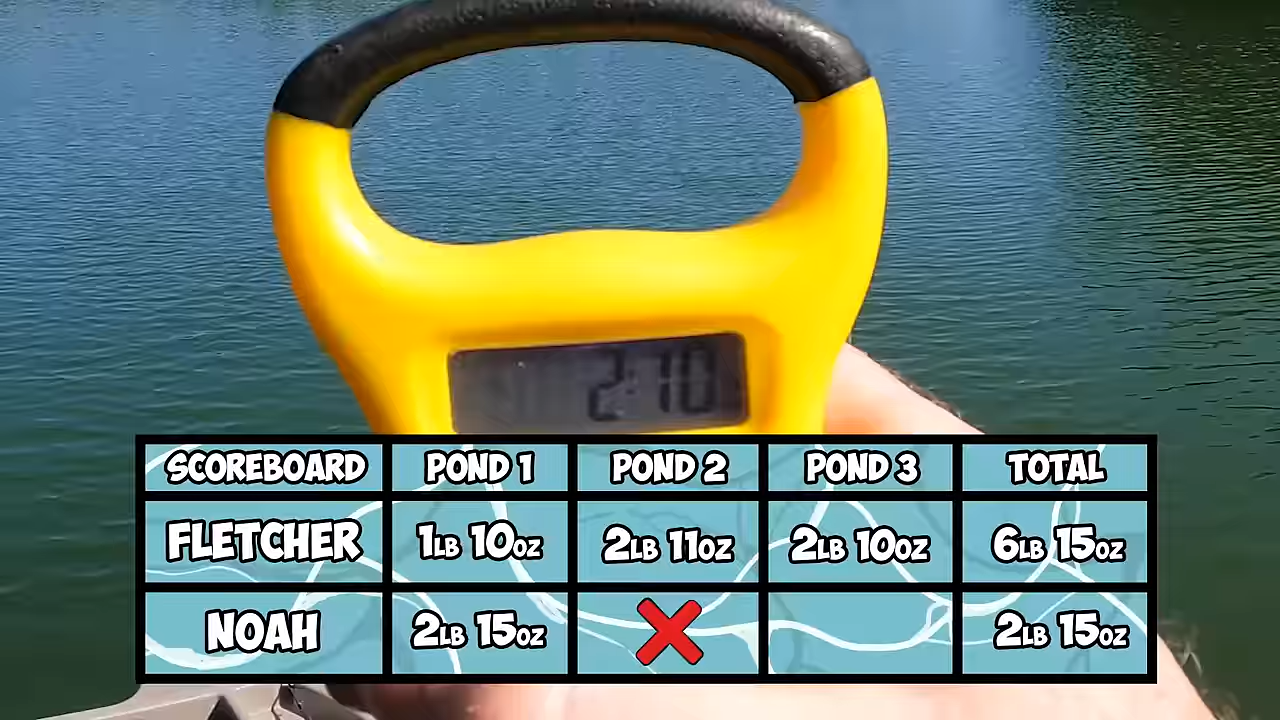 2:10
SCOREBOARD POND 1 POND 2 POND 3 TOTAL
FLETCHER 1LB 10OZ 2LB 11OZ 2LB 10OZ 6LB 15OZ
NOAH 2LB 15OZ 2LB 15OZ